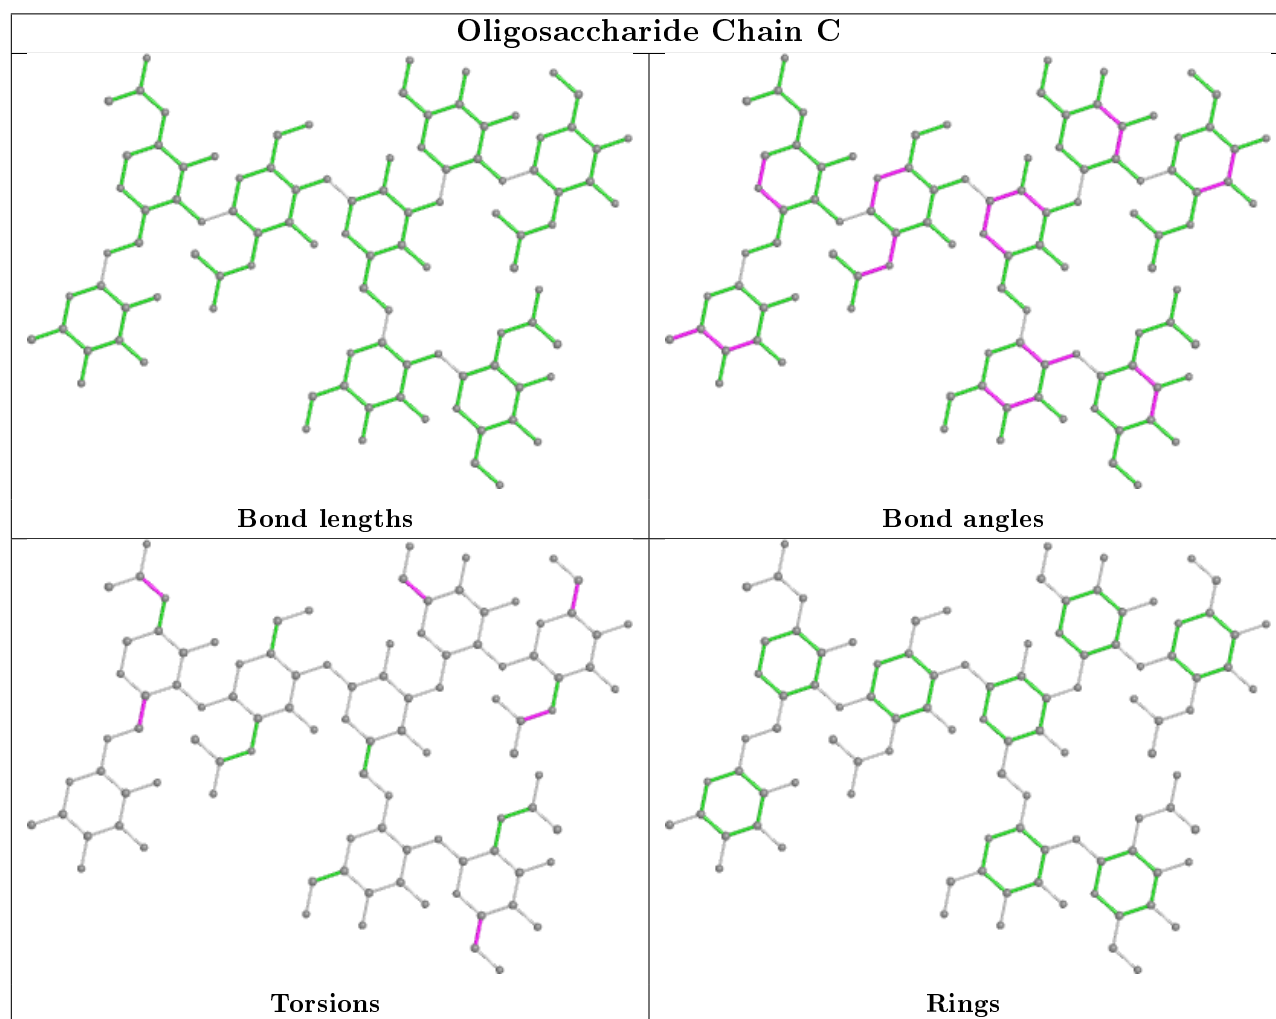 Oligosaccharide Chain C
Bond lengths
Bond angles
Torsions
Rings